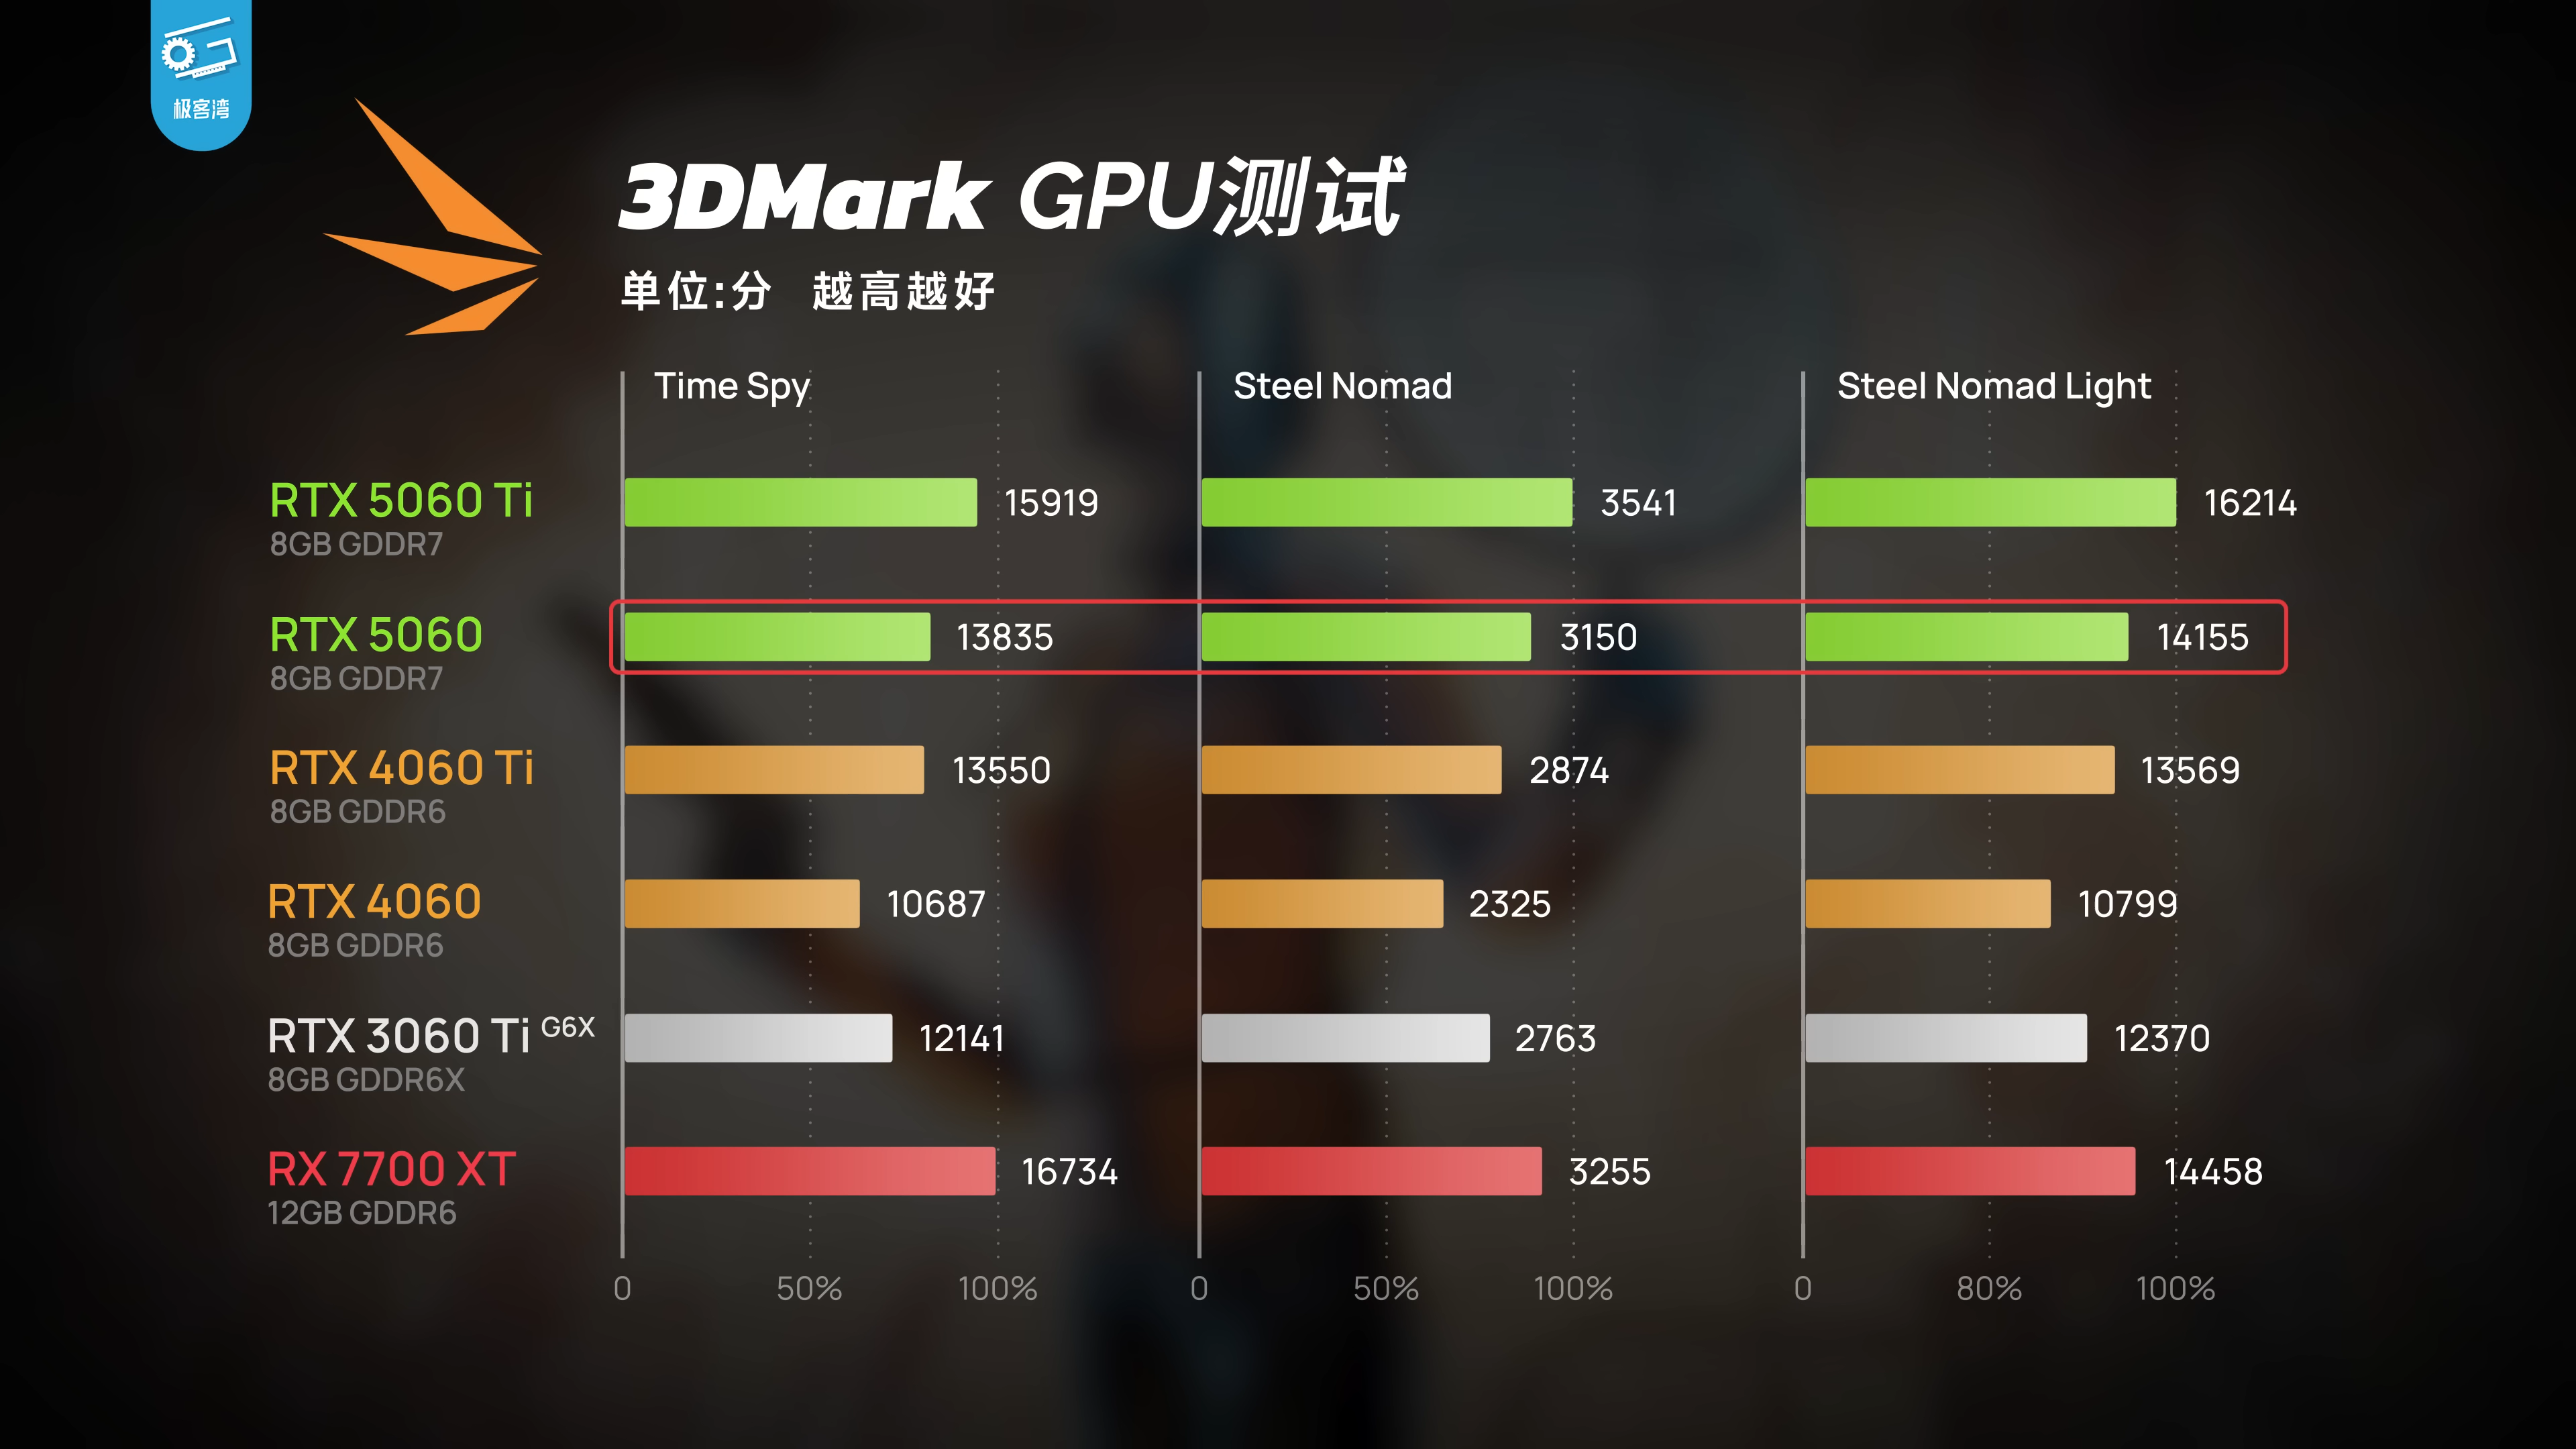 极客湾
3DMark GPU测试
单位:分 越高越好
Time Spy Steel Nomad Steel Nomad Light
RTX 5060 Ti 15919 3541 16214
8GB GDDR7
RTX 5060 13835 3150 14155
8GB GDDR7
RTX 4060 Ti 13550 2874 13569
8GB GDDR6
RTX 4060 10687 2325 10799
8GB GDDR6
RTX 3060 Ti G6X 12141 2763 12370
8GB GDDR6X
RX 7700 XT 16734 3255 14458
12GB GDDR6
0 50% 100% 0 50% 100% 0 80% 100%